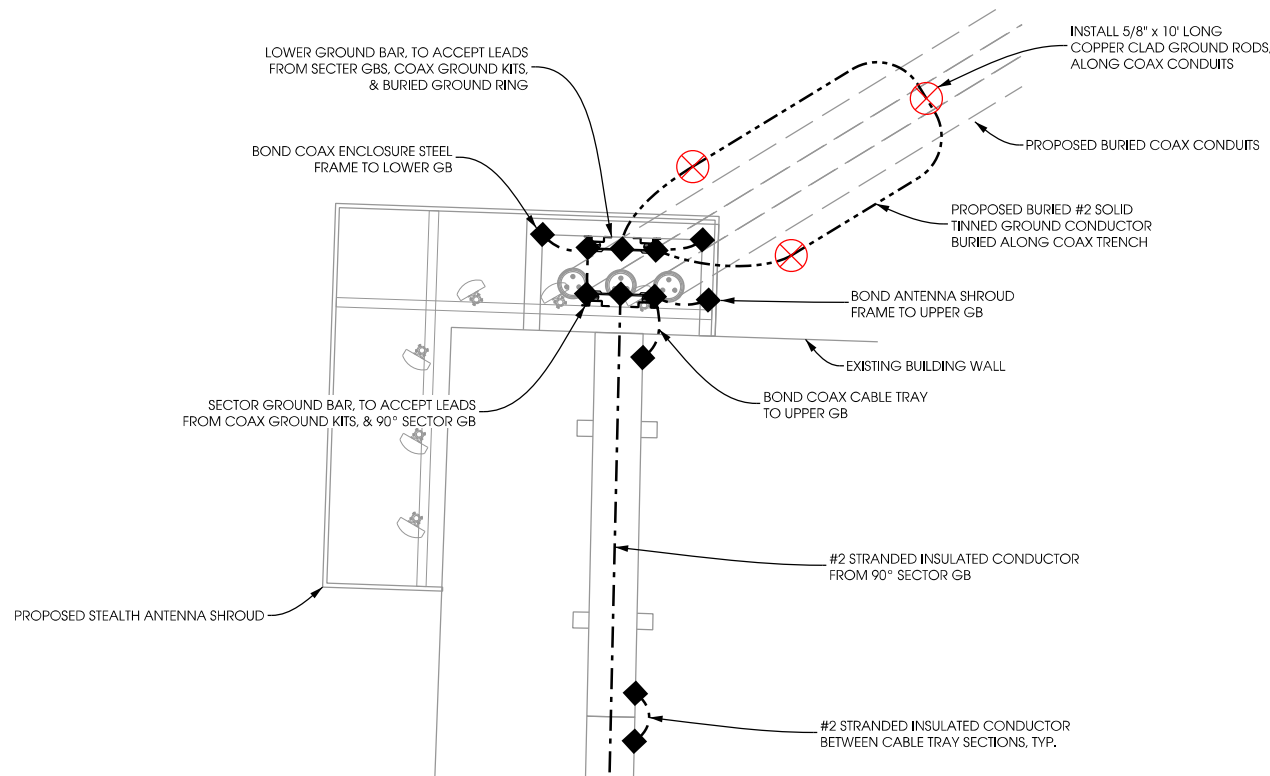 LOWER GROUND BAR, TO ACCEPT LEADS
FROM SECTER GBS, COAX GROUND KITS,
& BURIED GROUND RING
INSTALL 5/8" x 10' LONG
COPPER CLAD GROUND RODS,
ALONG COAX CONDUITS
BOND COAX ENCLOSURE STEEL
FRAME TO LOWER GB
PROPOSED BURIED COAX CONDUITS
PROPOSED BURIED #2 SOLID
TINNED GROUND CONDUCTOR
BURIED ALONG COAX TRENCH
BOND ANTENNA SHROUD
FRAME TO UPPER GB
EXISTING BUILDING WALL
BOND COAX CABLE TRAY
TO UPPER GB
SECTOR GROUND BAR, TO ACCEPT LEADS
FROM COAX GROUND KITS, & 90° SECTOR GB
#2 STRANDED INSULATED CONDUCTOR
FROM 90° SECTOR GB
PROPOSED STEALTH ANTENNA SHROUD
#2 STRANDED INSULATED CONDUCTOR
BETWEEN CABLE TRAY SECTIONS, TYP.